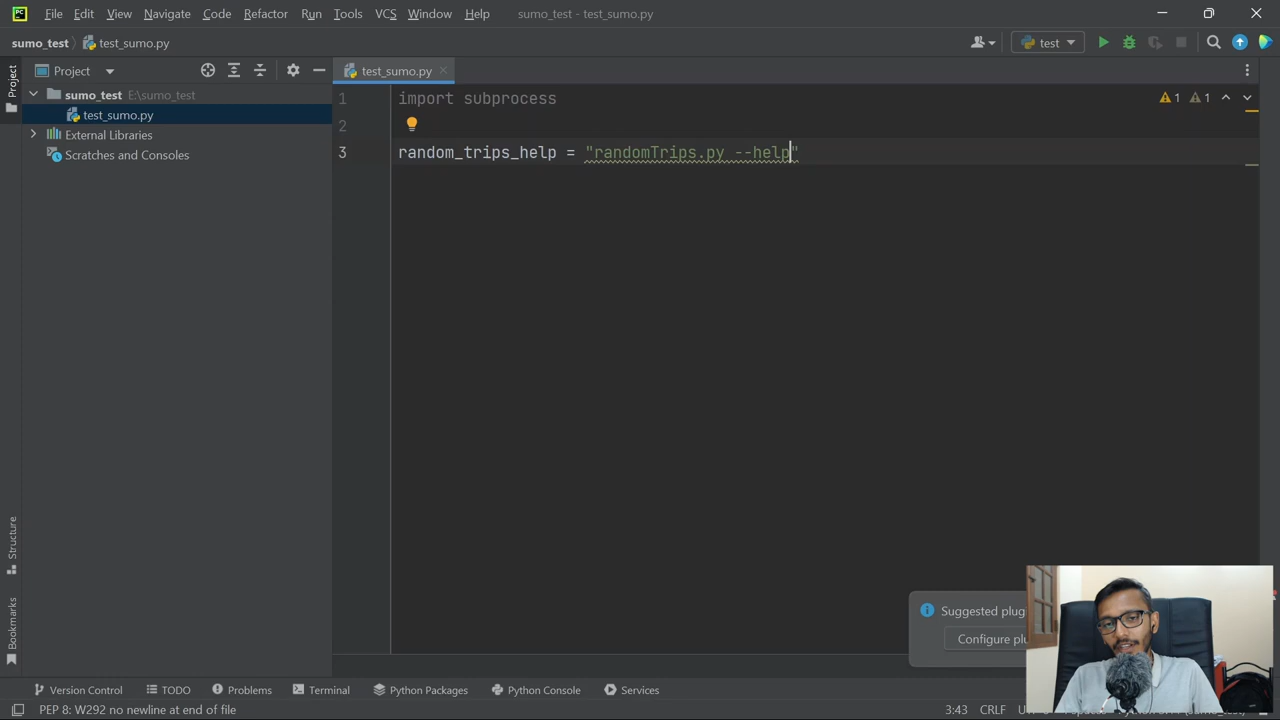 PC File Edit View Navigate Code Refactor Run Tools VCS Window Help sumo_test - test_sumo.py
sumo_test test_sumo.py test
Project test_sumo.py
Project
sumo_test E:\sumo_test
test_sumo.py
External Libraries
Scratches and Consoles
1 import subprocess
1 1
2
3 random_trips_help = "randomTrips.py --help"
Structure
Bookmarks
Suggested plug
Configure plu
Version Control TODO Problems Terminal Python Packages Python Console Services
PEP 8: W292 no newline at end of file 3:43 CRLF